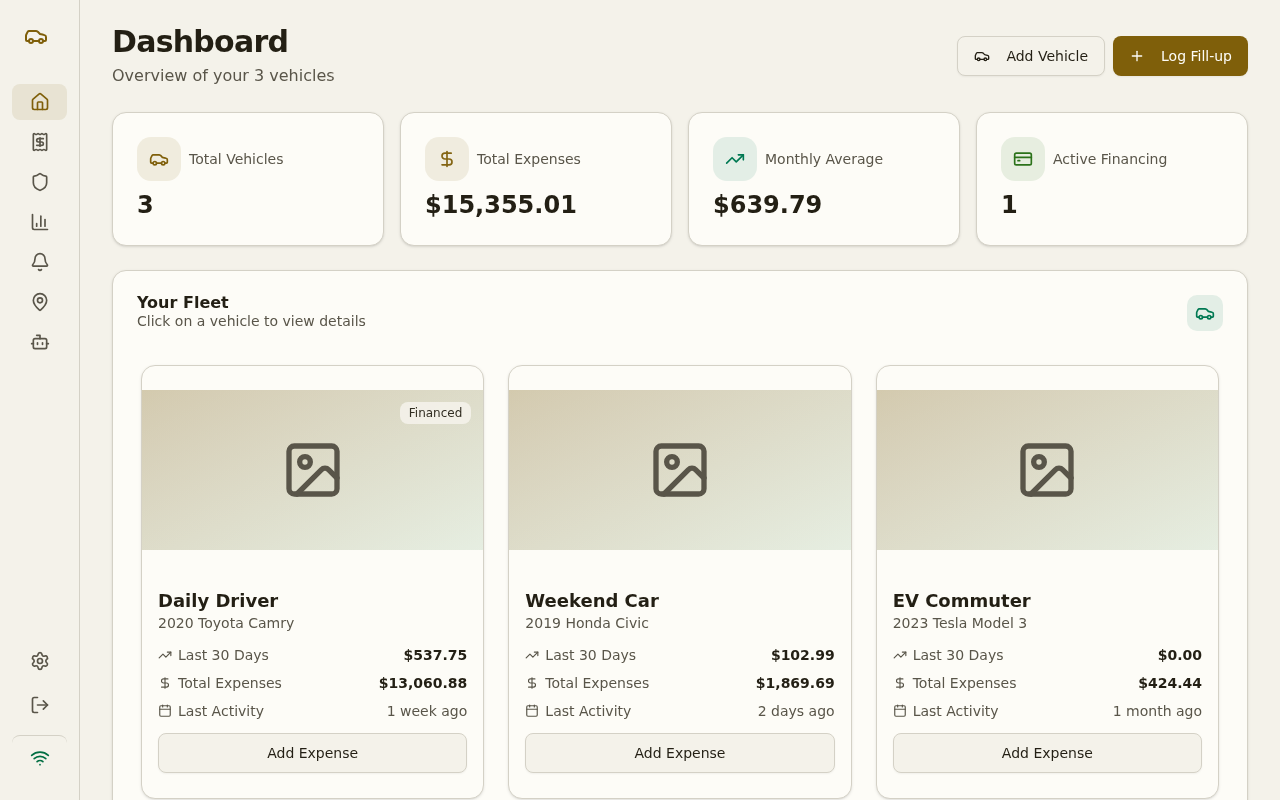 Dashboard
Overview of your 3 vehicles
Add Vehicle
Log Fill-up
Total Vehicles
3
Total Expenses
$15,355.01
Monthly Average
$639.79
Active Financing
1
Your Fleet
Click on a vehicle to view details
Financed
Daily Driver
2020 Toyota Camry
Last 30 Days $537.75
Total Expenses $13,060.88
Last Activity 1 week ago
Add Expense
Weekend Car
2019 Honda Civic
Last 30 Days $102.99
Total Expenses $1,869.69
Last Activity 2 days ago
Add Expense
EV Commuter
2023 Tesla Model 3
Last 30 Days $0.00
Total Expenses $424.44
Last Activity 1 month ago
Add Expense